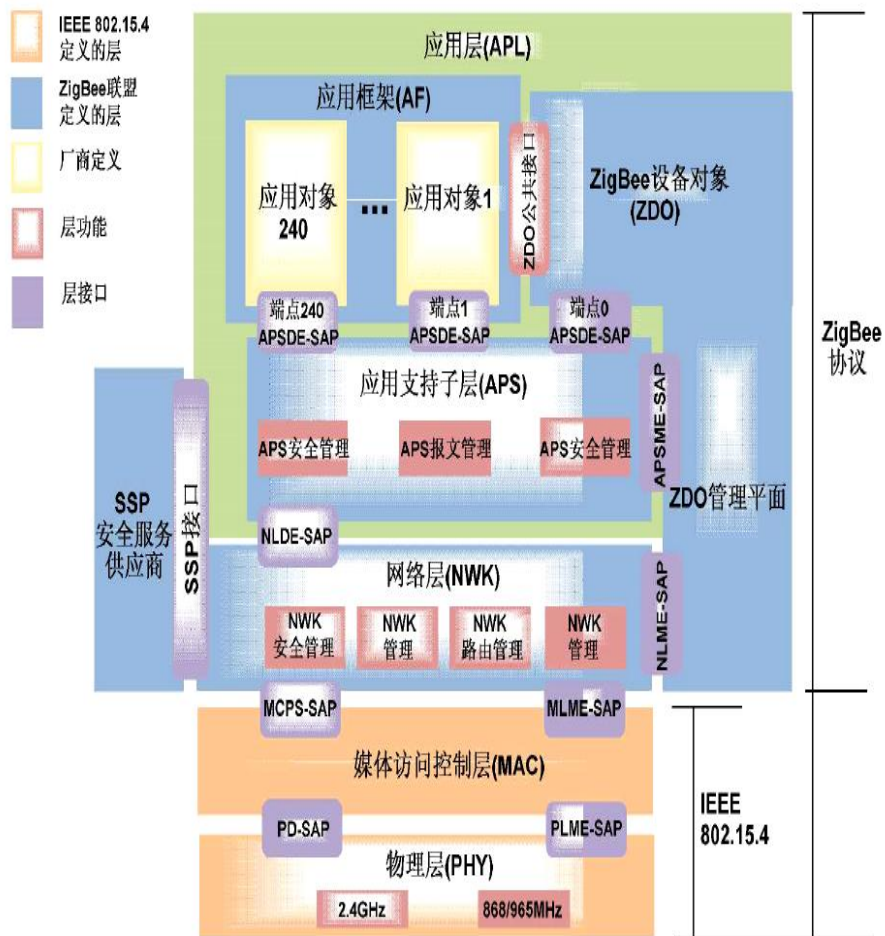 IEEE 802.15.4
定义的层
ZigBee联盟
定义的层
厂商定义
层功能
层接口
应用层(APL)
应用框架(AF)
应用对象
240
...
应用对象1
ZDO公共接口
ZigBee设备对象
(ZDO)
端点240
APSDE-SAP
端点1
APSDE-SAP
端点0
APSDE-SAP
应用支持子层(APS)
APS安全管理
APS报文管理
APS安全管理
APSME-SAP
ZDO管理平面
SSP
安全服务
供应商
SSP接口
NLDE-SAP
网络层(NWK)
NWK
安全管理
NWK
管理
NWK
路由管理
NWK
管理
NLME-SAP
MCPS-SAP
MLME-SAP
媒体访问控制层(MAC)
PD-SAP
PLME-SAP
物理层(PHY)
2.4GHz
868/965MHz
ZigBee
协议
IEEE
802.15.4